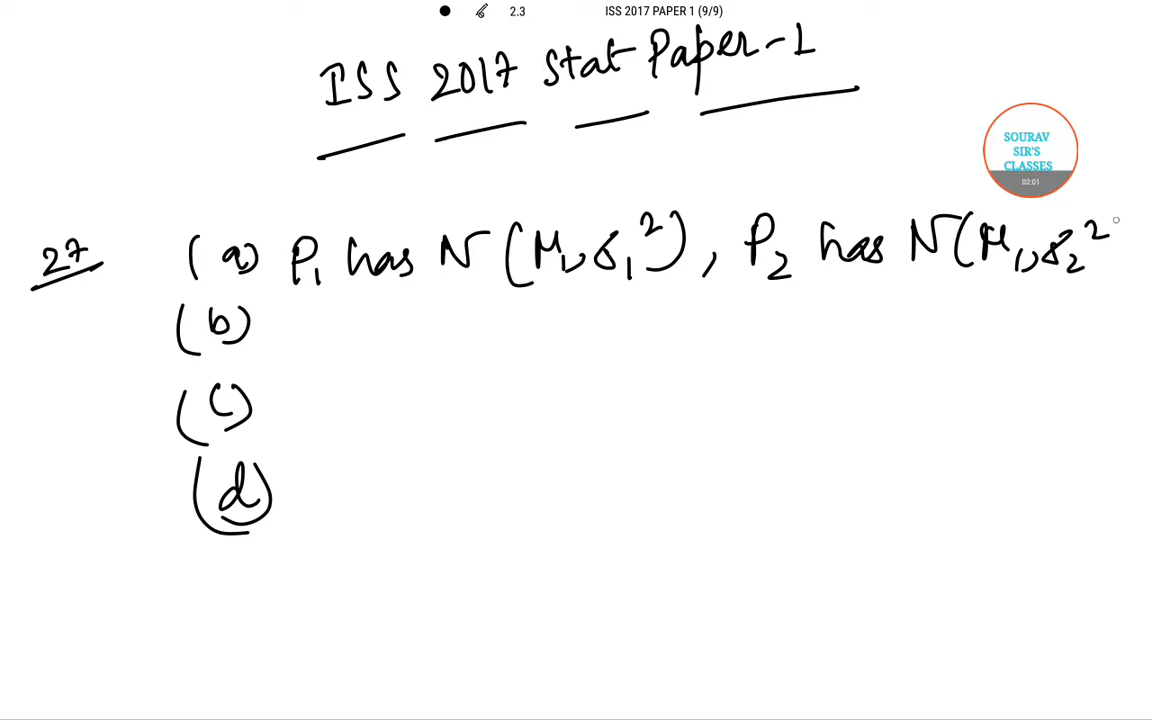 2.3 ISS 2017 PAPER 1 (9/9)
ISS 2017 Stat Paper-1
SOURAV
SIR'S
CLASSES
02:01
27 (a) P₁ has N(μ₁, σ₁²), P₂ has N(μ₁, σ₂²
(b)
(c)
(d)